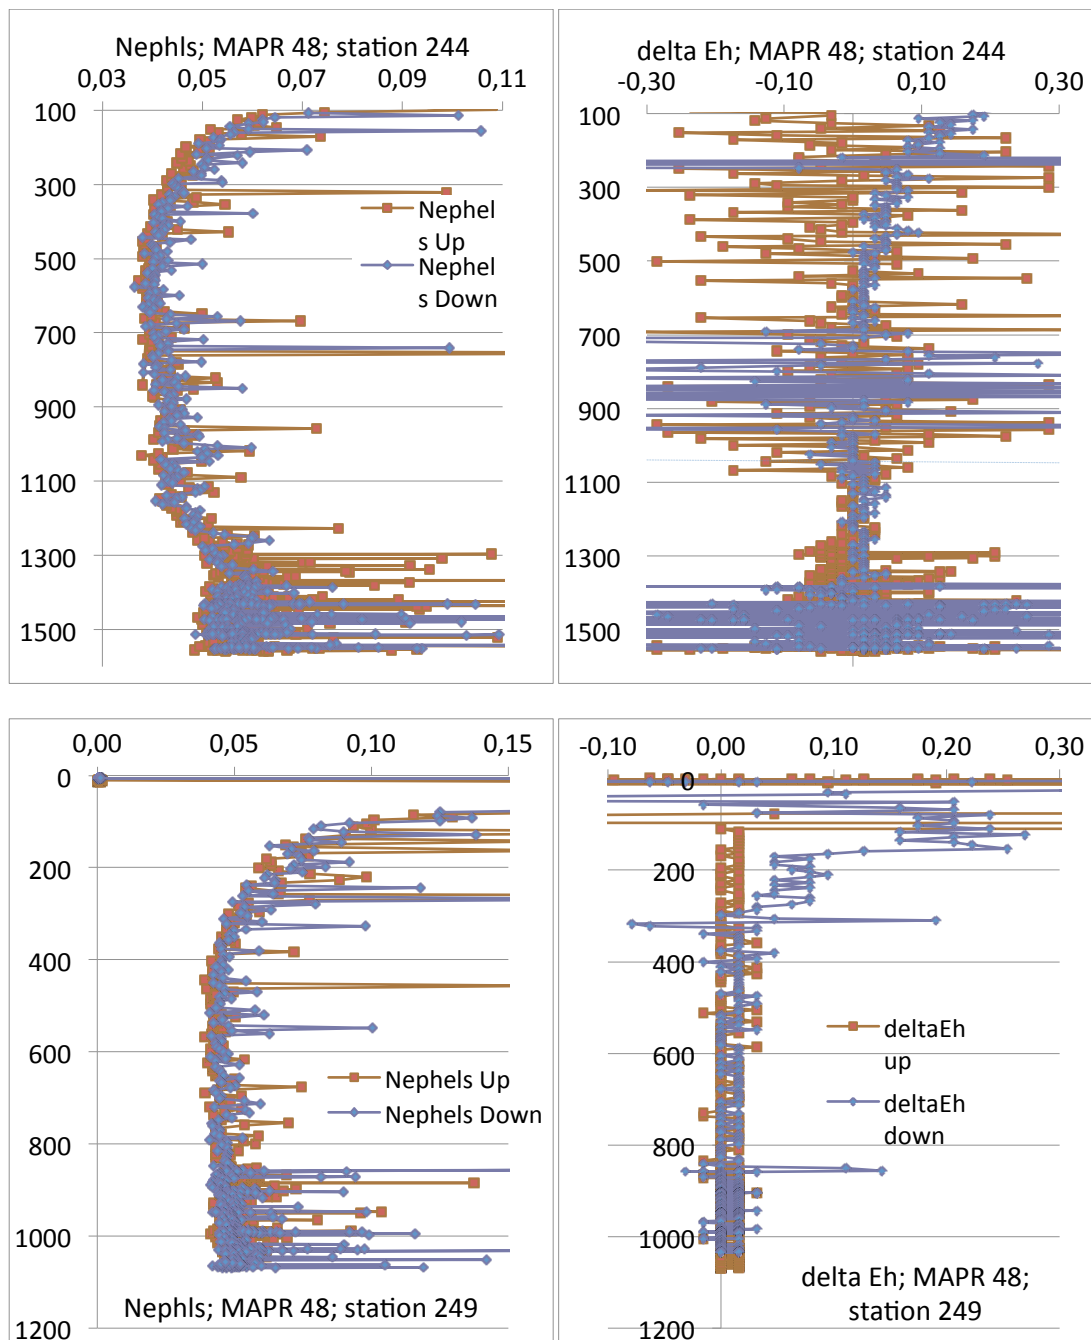 Nephls; MAPR 48; station 244
0,03 0,05 0,07 0,09 0,11
100
300
500
700
900
1100
1300
1500
Nephel
s Up
Nephel
s Down
delta Eh; MAPR 48; station 244
-0,30 -0,10 0,10 0,30
100
300
500
700
900
1100
1300
1500
0,00 0,05 0,10 0,15
0
200
400
600
800
1000
1200
Nephels Up
Nephels Down
Nephls; MAPR 48; station 249
-0,10 0,00 0,10 0,20 0,30
0
200
400
600
800
1000
1200
deltaEh
up
deltaEh
down
delta Eh; MAPR 48;
station 249